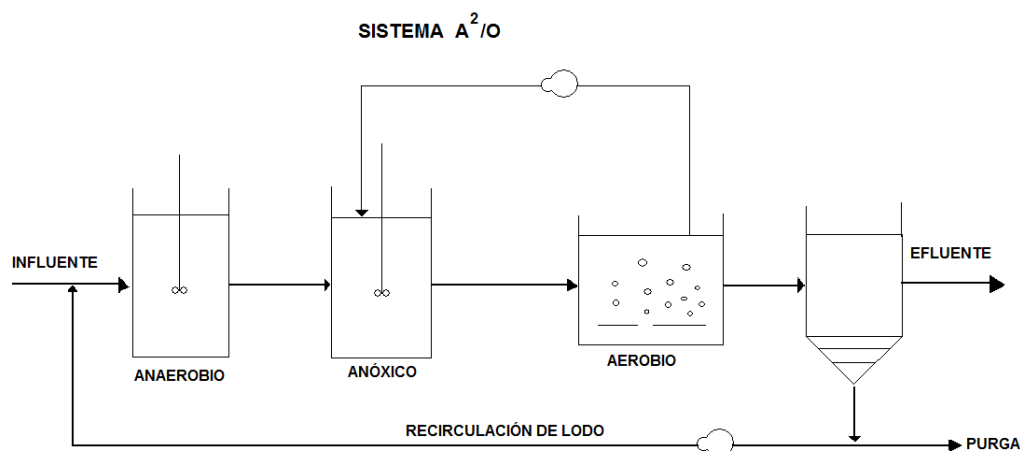 SISTEMA A²/O
INFLUENTE
EFLUENTE
ANAEROBIO
ANÓXICO
AEROBIO
RECIRCULACIÓN DE LODO
PURGA